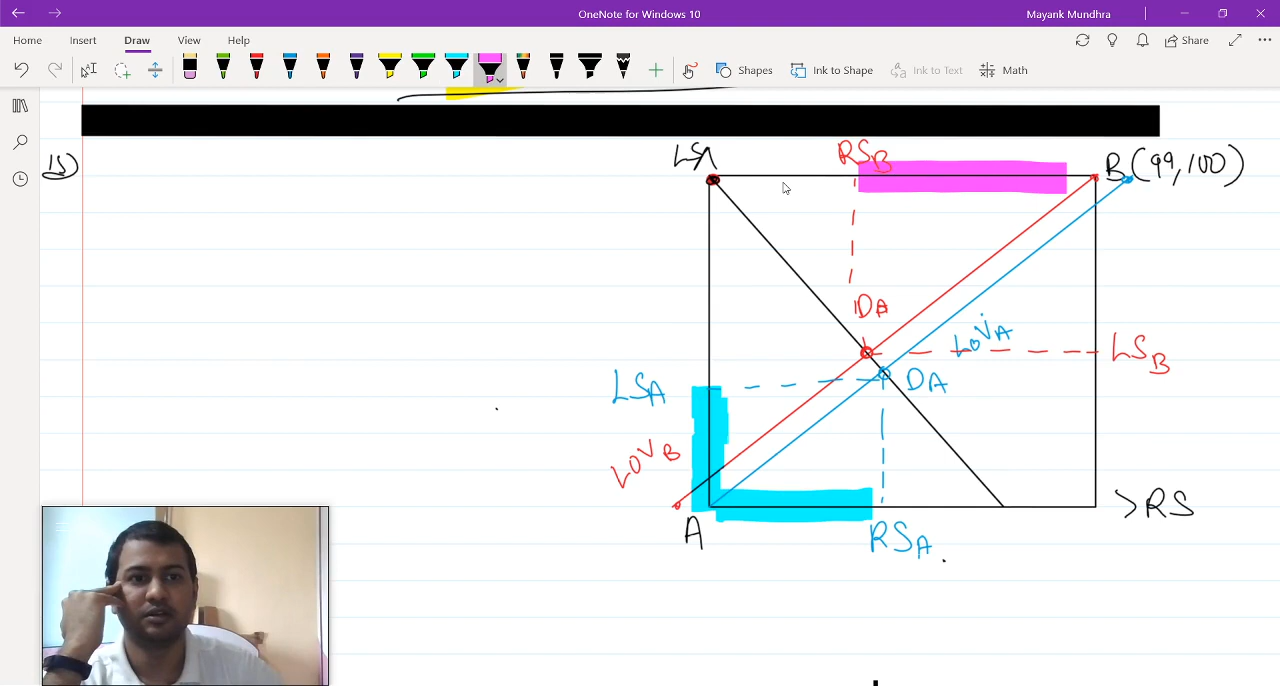 OneNote for Windows 10
Mayank Mundhra
Home Insert Draw View Help
Share
Shapes Ink to Shape Ink to Text Math
15)
LSA
RSB
B (99,100)
DA
LOVA
LSB
LSA
DA
LOVB
>RS
A
RSA.